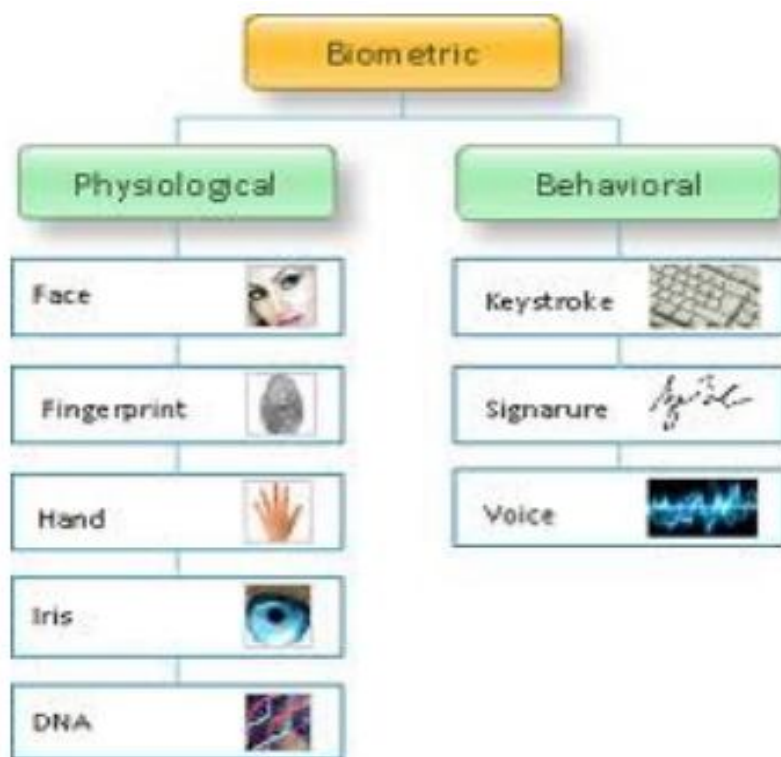 Biometric
Physiological
Behavioral
Face
Fingerprint
Hand
Iris
DNA
Keystroke
Signarure
Voice